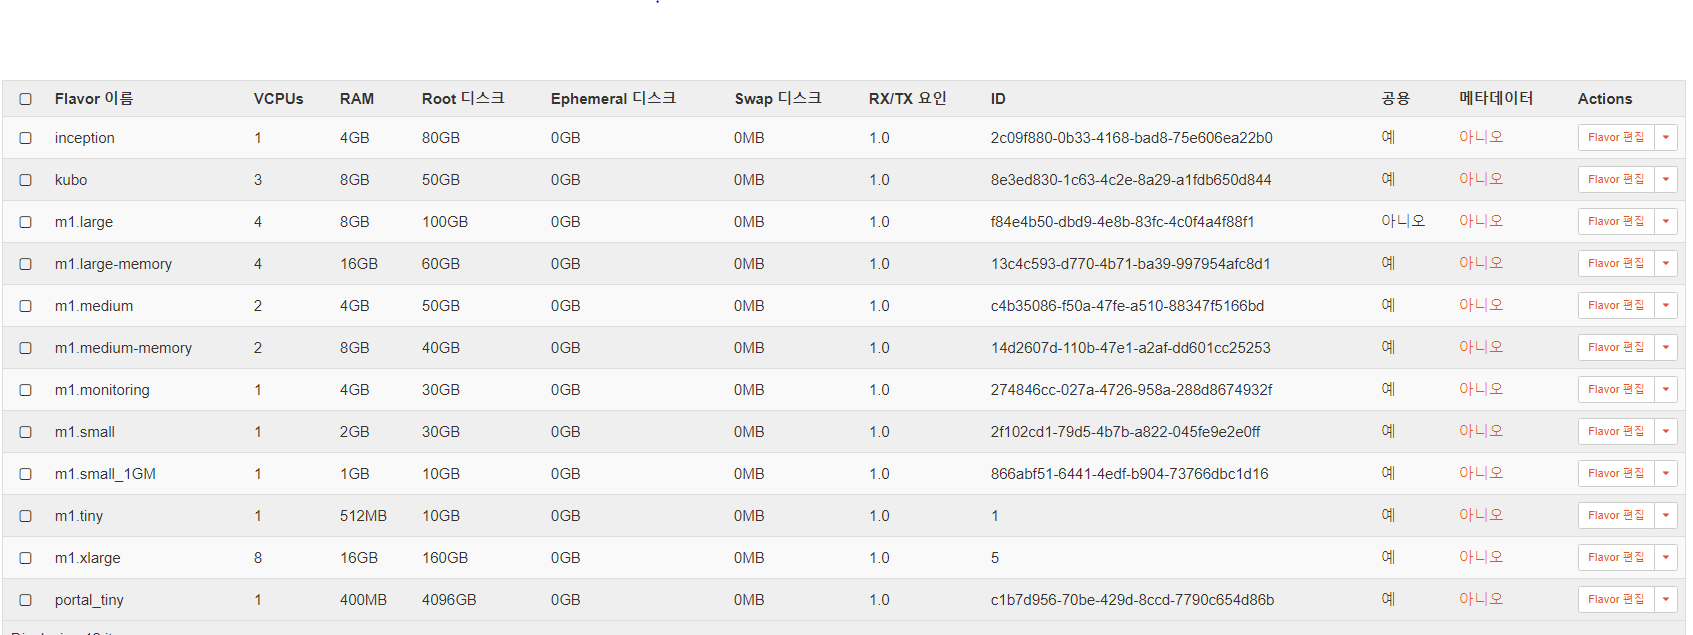 Flavor 이름 VCPUs RAM Root 디스크 Ephemeral 디스크 Swap 디스크 RX/TX 요인 ID 공용 메타데이터 Actions
inception 1 4GB 80GB 0GB 0MB 1.0 2c09f880-0b33-4168-bad8-75e606ea22b0 예 아니오 Flavor 편집
kubo 3 8GB 50GB 0GB 0MB 1.0 8e3ed830-1c63-4c2e-8a29-a1fdb650d844 예 아니오 Flavor 편집
m1.large 4 8GB 100GB 0GB 0MB 1.0 f84e4b50-dbd9-4e8b-83fc-4c0f4a4f88f1 아니오 아니오 Flavor 편집
m1.large-memory 4 16GB 60GB 0GB 0MB 1.0 13c4c593-d770-4b71-ba39-997954afc8d1 예 아니오 Flavor 편집
m1.medium 2 4GB 50GB 0GB 0MB 1.0 c4b35086-f50a-47fe-a510-88347f5166bd 예 아니오 Flavor 편집
m1.medium-memory 2 8GB 40GB 0GB 0MB 1.0 14d2607d-110b-47e1-a2af-dd601cc25253 예 아니오 Flavor 편집
m1.monitoring 1 4GB 30GB 0GB 0MB 1.0 274846cc-027a-4726-958a-288d8674932f 예 아니오 Flavor 편집
m1.small 1 2GB 30GB 0GB 0MB 1.0 2f102cd1-79d5-4b7b-a822-045fe9e2e0ff 예 아니오 Flavor 편집
m1.small_1GM 1 1GB 10GB 0GB 0MB 1.0 866abf51-6441-4edf-b904-73766dbc1d16 예 아니오 Flavor 편집
m1.tiny 1 512MB 10GB 0GB 0MB 1.0 1 예 아니오 Flavor 편집
m1.xlarge 8 16GB 160GB 0GB 0MB 1.0 5 예 아니오 Flavor 편집
portal_tiny 1 400MB 4096GB 0GB 0MB 1.0 c1b7d956-70be-429d-8ccd-7790c654d86b 예 아니오 Flavor 편집